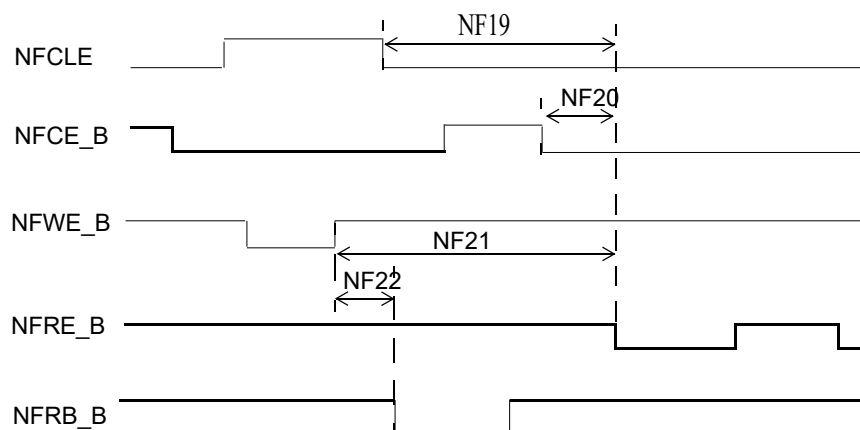 NF19
NFCLE
NF20
NFCE_B
NFWE_B
NF21
NF22
NFRE_B
NFRB_B